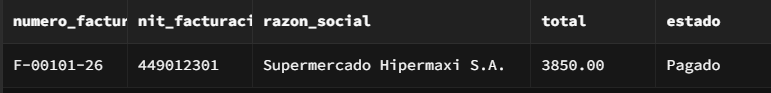 numero_factur nit_facturaci razon_social total estado
F-00101-26 449012301 Supermercado Hipermaxi S.A. 3850.00 Pagado